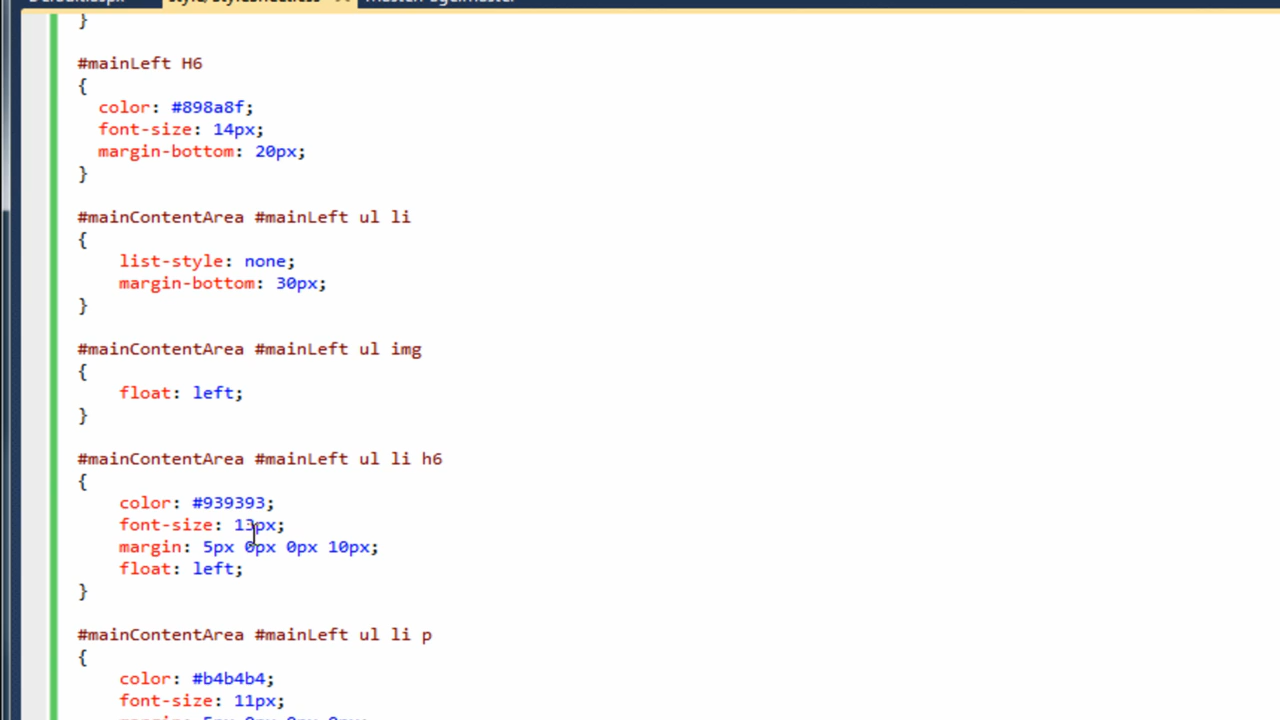 }
#mainLeft H6
{
color: #898a8f;
font-size: 14px;
margin-bottom: 20px;
}
#mainContentArea #mainLeft ul li
{
list-style: none;
margin-bottom: 30px;
}
#mainContentArea #mainLeft ul img
{
float: left;
}
#mainContentArea #mainLeft ul li h6
{
color: #939393;
font-size: 13px;
margin: 5px 0px 0px 10px;
float: left;
}
#mainContentArea #mainLeft ul li p
{
color: #b4b4b4;
font-size: 11px;